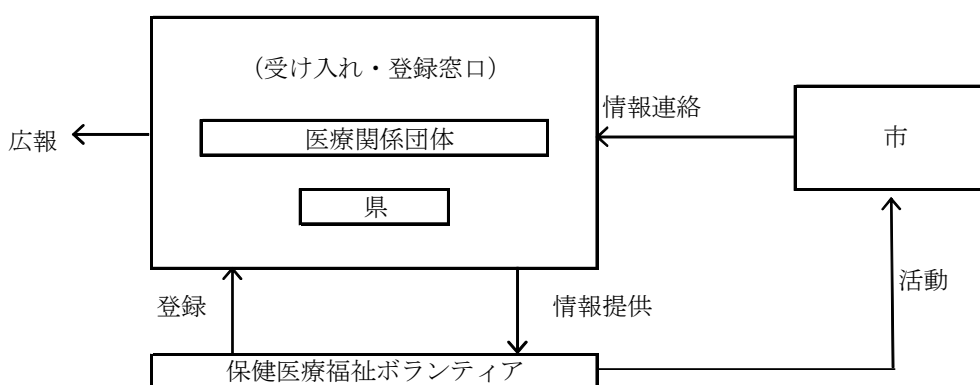 (受け入れ・登録窓口)
情報連絡
広報
医療関係団体
市
県
登録
情報提供
活動
保健医療福祉ボランティア